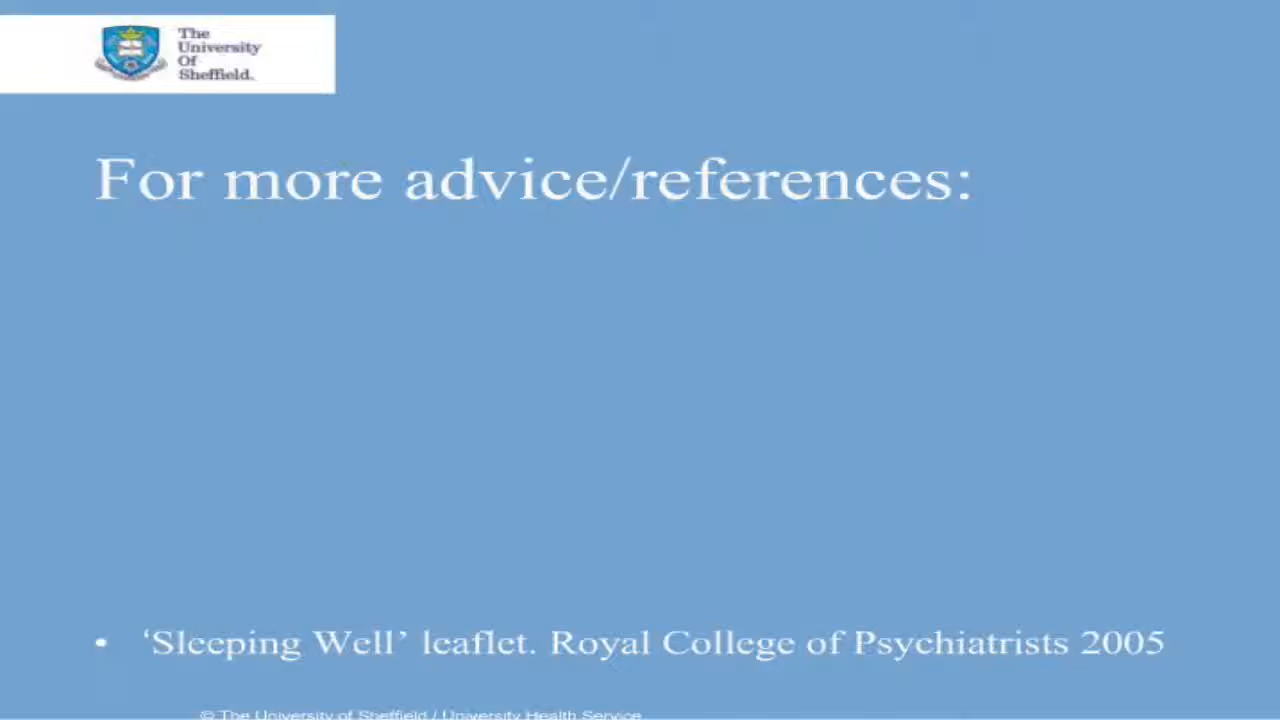 The
University
Of
Sheffield.
For more advice/references:
• ‘Sleeping Well’ leaflet. Royal College of Psychiatrists 2005
© The University of Sheffield / University Health Service